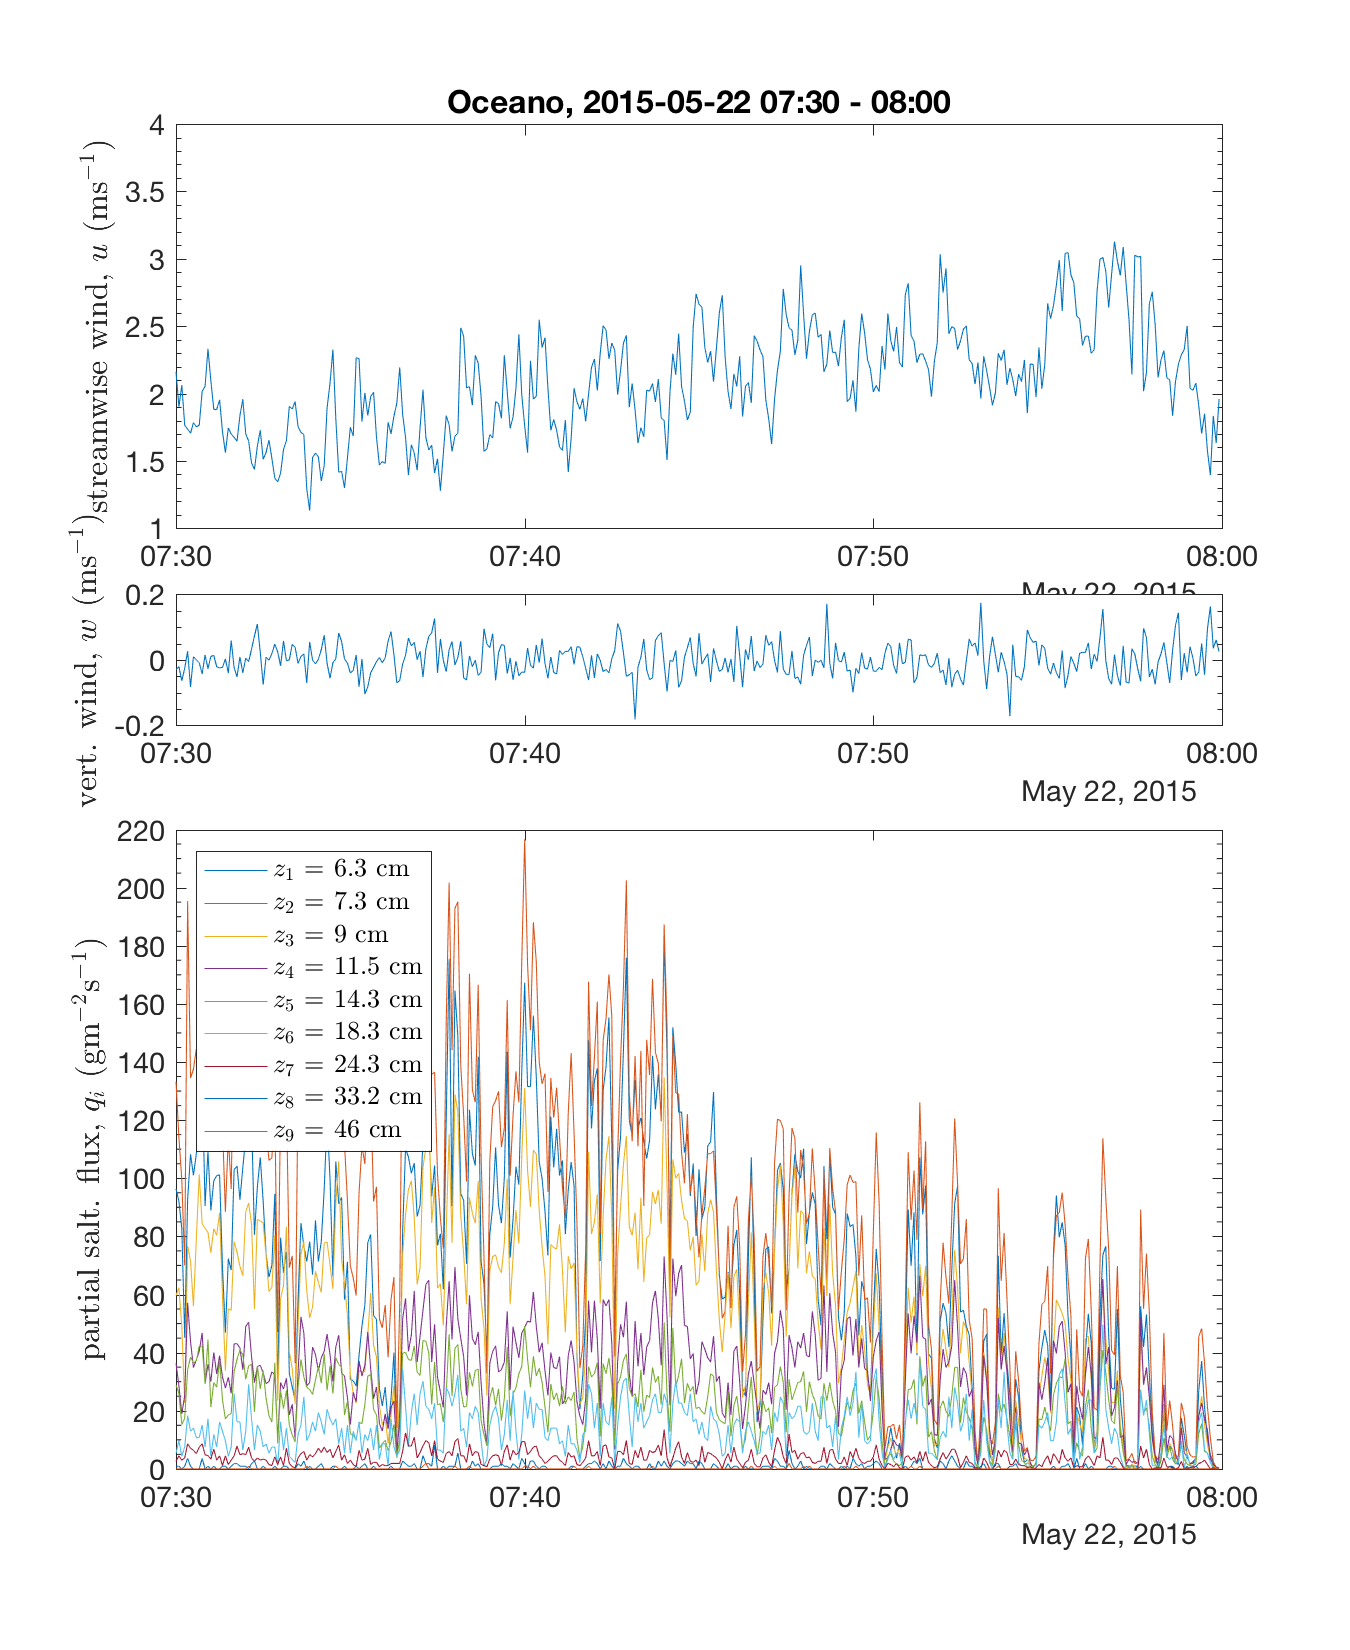 Oceano, 2015-05-22 07:30 - 08:00
streamwise wind, u (ms⁻¹)
4
3.5
3
2.5
2
1.5
1
07:30 07:40 07:50 08:00
May 22, 2015
vert. wind, w (ms⁻¹)
0.2
0
-0.2
07:30 07:40 07:50 08:00
May 22, 2015
partial salt. flux, qᵢ (gm⁻²s⁻¹)
220
200
180
160
140
120
100
80
60
40
20
0
z₁ = 6.3 cm
z₂ = 7.3 cm
z₃ = 9 cm
z₄ = 11.5 cm
z₅ = 14.3 cm
z₆ = 18.3 cm
z₇ = 24.3 cm
z₈ = 33.2 cm
z₉ = 46 cm
07:30 07:40 07:50 08:00
May 22, 2015